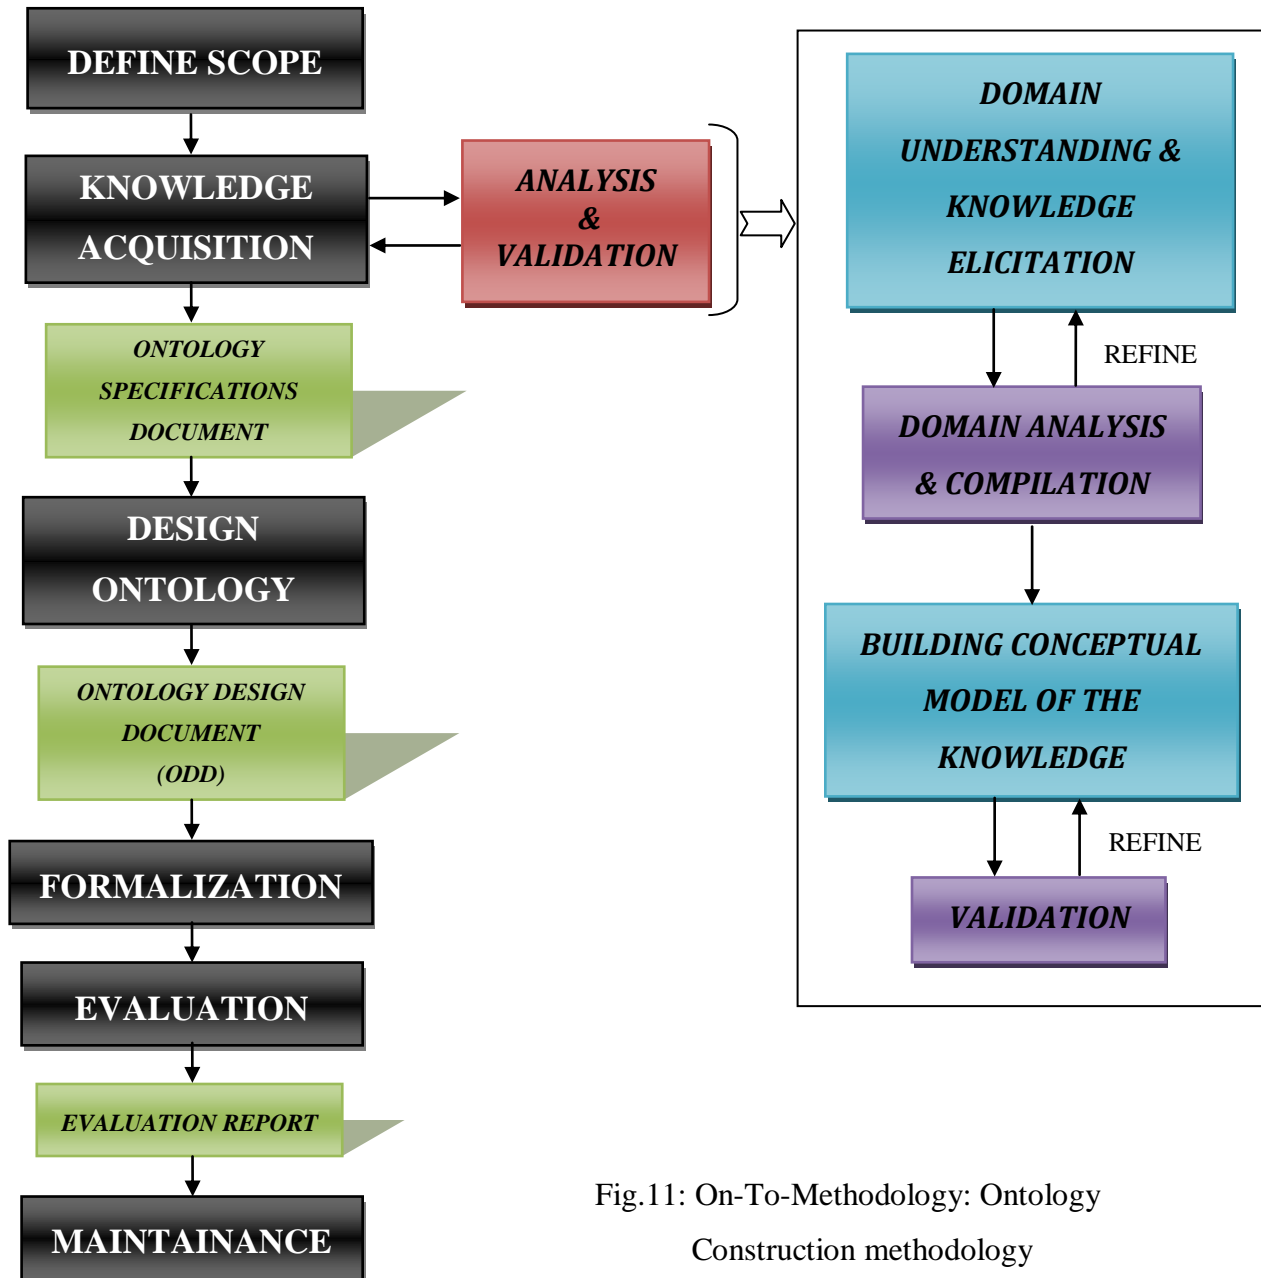 DEFINE SCOPE
KNOWLEDGE
ACQUISITION
ANALYSIS
&
VALIDATION
ONTOLOGY
SPECIFICATIONS
DOCUMENT
DESIGN
ONTOLOGY
ONTOLOGY DESIGN
DOCUMENT
(ODD)
FORMALIZATION
EVALUATION
EVALUATION REPORT
MAINTAINANCE
DOMAIN
UNDERSTANDING &
KNOWLEDGE
ELICITATION
REFINE
DOMAIN ANALYSIS
& COMPILATION
BUILDING CONCEPTUAL
MODEL OF THE
KNOWLEDGE
REFINE
VALIDATION
Fig.11: On-To-Methodology: Ontology
Construction methodology